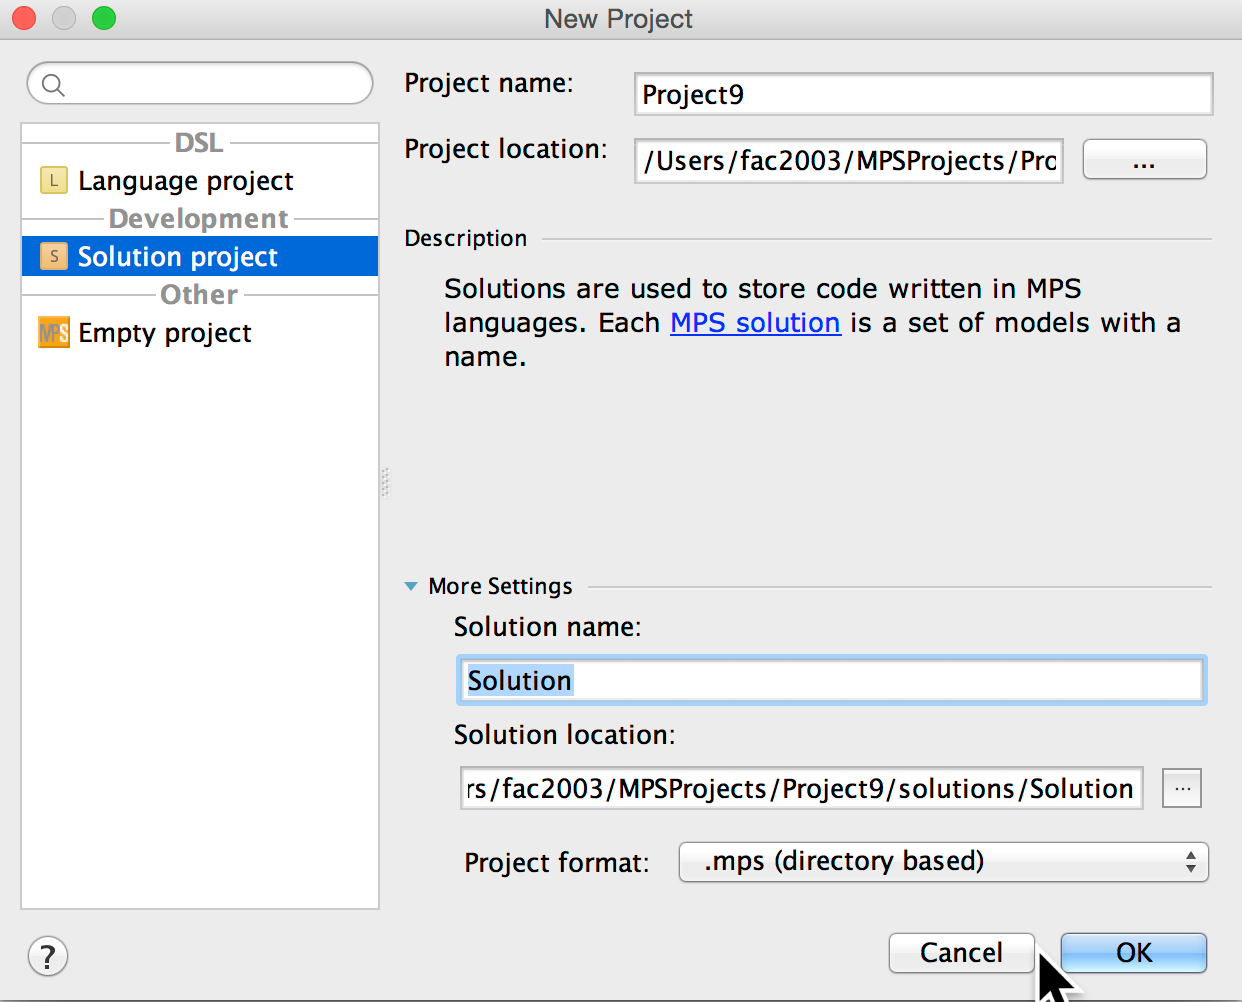 New Project
DSL
L Language project
Development
S Solution project
Other
MPS Empty project
Project name:
Project9
Project location:
/Users/fac2003/MPSProjects/Pro
...
Description
Solutions are used to store code written in MPS
languages. Each MPS solution is a set of models with a
name.
More Settings
Solution name:
Solution
Solution location:
rs/fac2003/MPSProjects/Project9/solutions/Solution
...
Project format:
.mps (directory based)
?
Cancel
OK